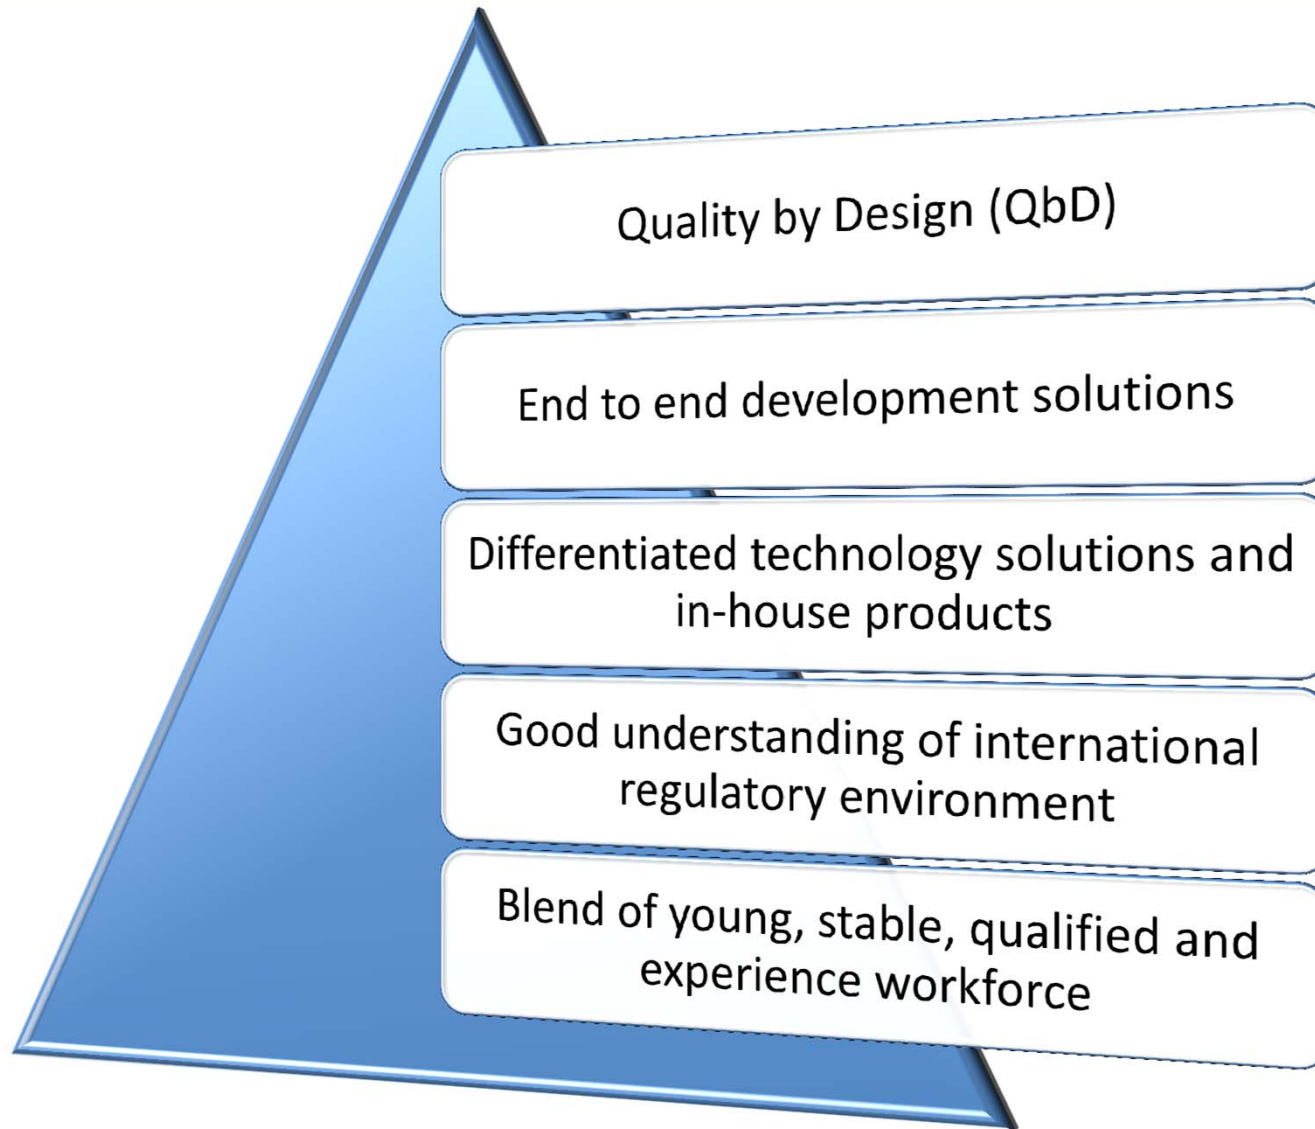 Quality by Design (QbD)
End to end development solutions
Differentiated technology solutions and
in-house products
Good understanding of international
regulatory environment
Blend of young, stable, qualified and
experience workforce